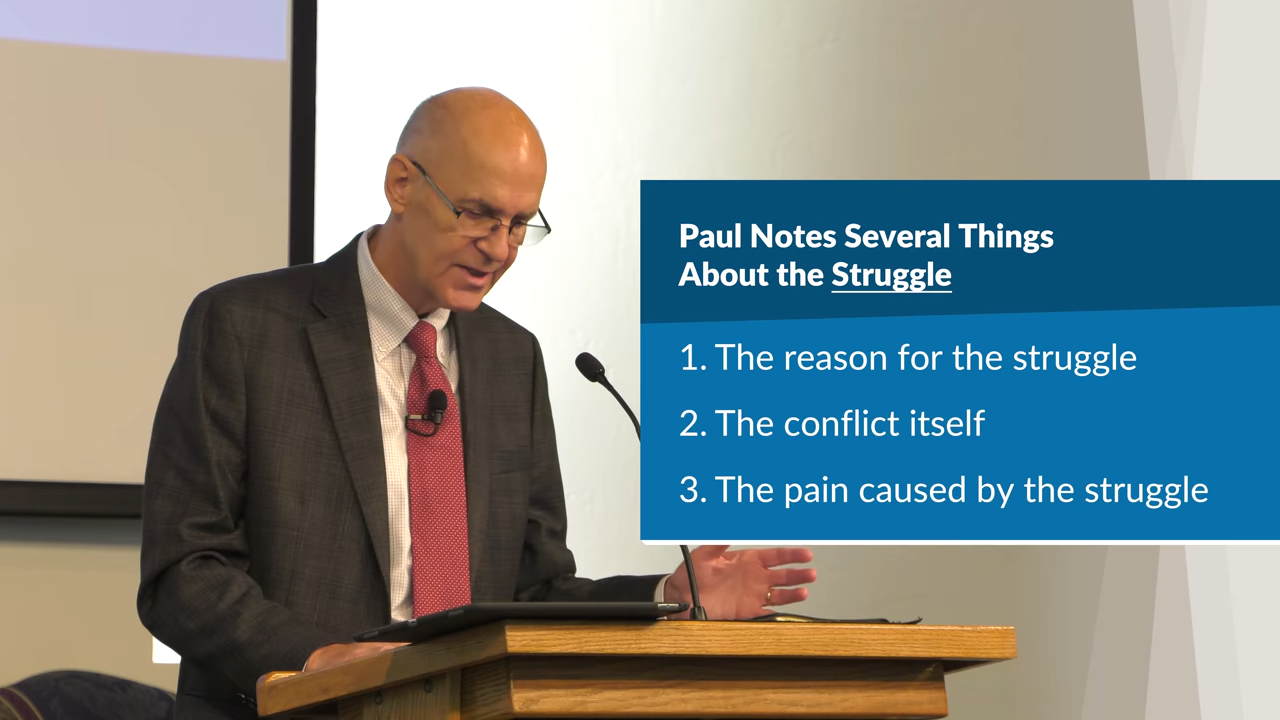 Paul Notes Several Things
About the Struggle
1. The reason for the struggle
2. The conflict itself
3. The pain caused by the struggle